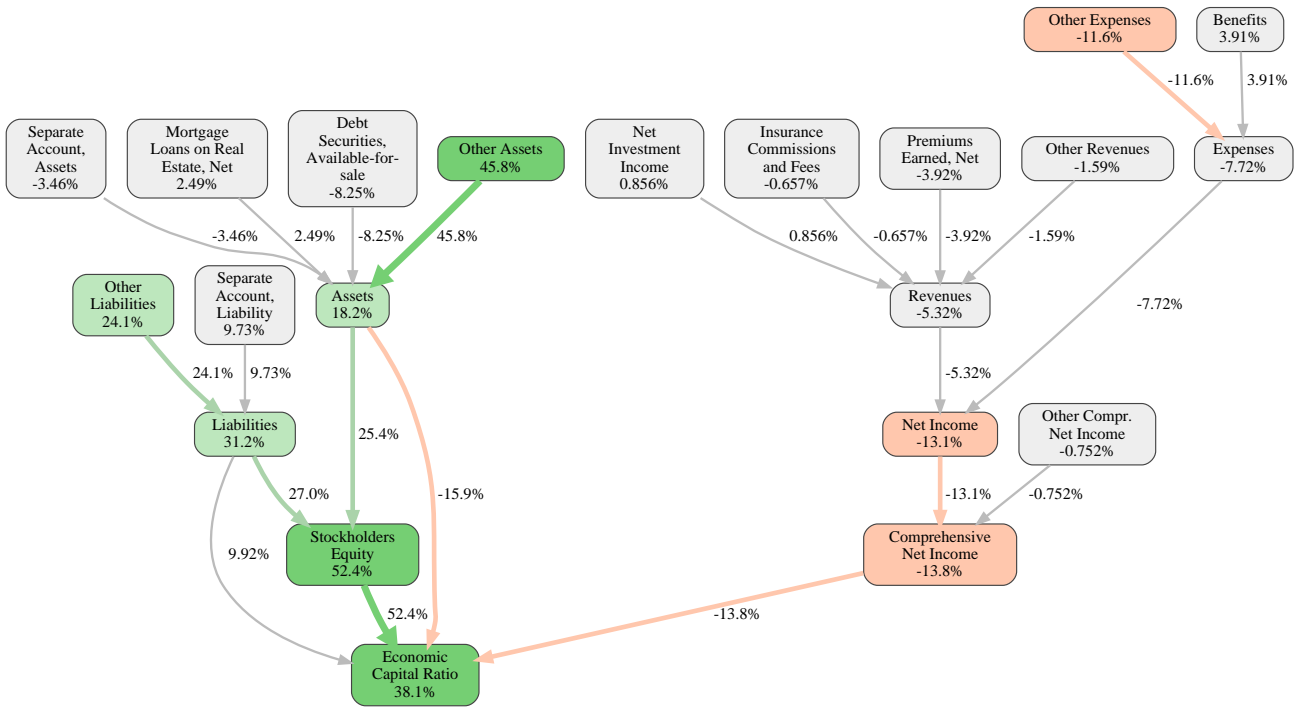 Other Expenses
-11.6%
Benefits
3.91%
-11.6%
3.91%
Separate
Account,
Assets
-3.46%
Mortgage
Loans on Real
Estate, Net
2.49%
Debt
Securities,
Available-for-
sale
-8.25%
Other Assets
45.8%
Net
Investment
Income
0.856%
Insurance
Commissions
and Fees
-0.657%
Premiums
Earned, Net
-3.92%
Other Revenues
-1.59%
Expenses
-7.72%
-3.46%
2.49%
-8.25%
45.8%
0.856%
-0.657%
-3.92%
-1.59%
Other
Liabilities
24.1%
Separate
Account,
Liability
9.73%
Assets
18.2%
Revenues
-5.32%
-7.72%
24.1%
9.73%
-5.32%
Liabilities
31.2%
25.4%
Net Income
-13.1%
Other Compr.
Net Income
-0.752%
27.0%
-15.9%
-13.1%
-0.752%
9.92%
Stockholders
Equity
52.4%
Comprehensive
Net Income
-13.8%
52.4%
-13.8%
Economic
Capital Ratio
38.1%